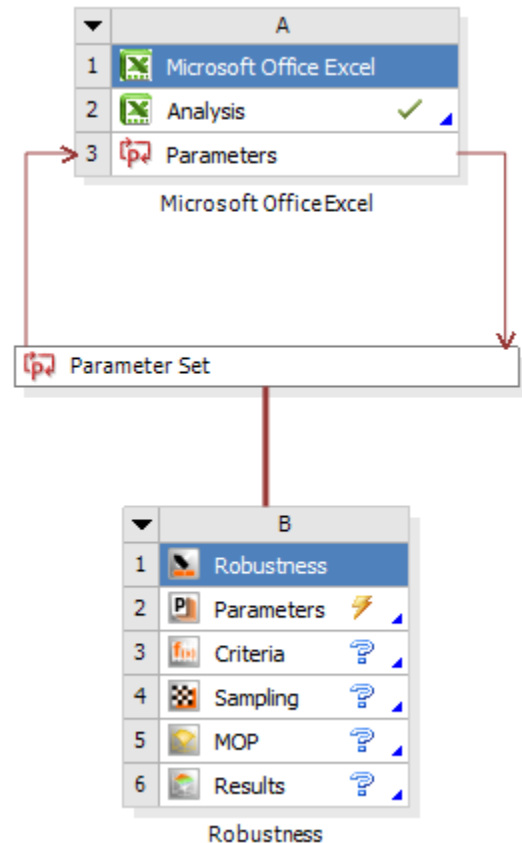 A
1 Microsoft Office Excel
2 Analysis
3 Parameters
Microsoft Office Excel
Parameter Set
B
1 Robustness
2 Parameters
3 Criteria
4 Sampling
5 MOP
6 Results
Robustness